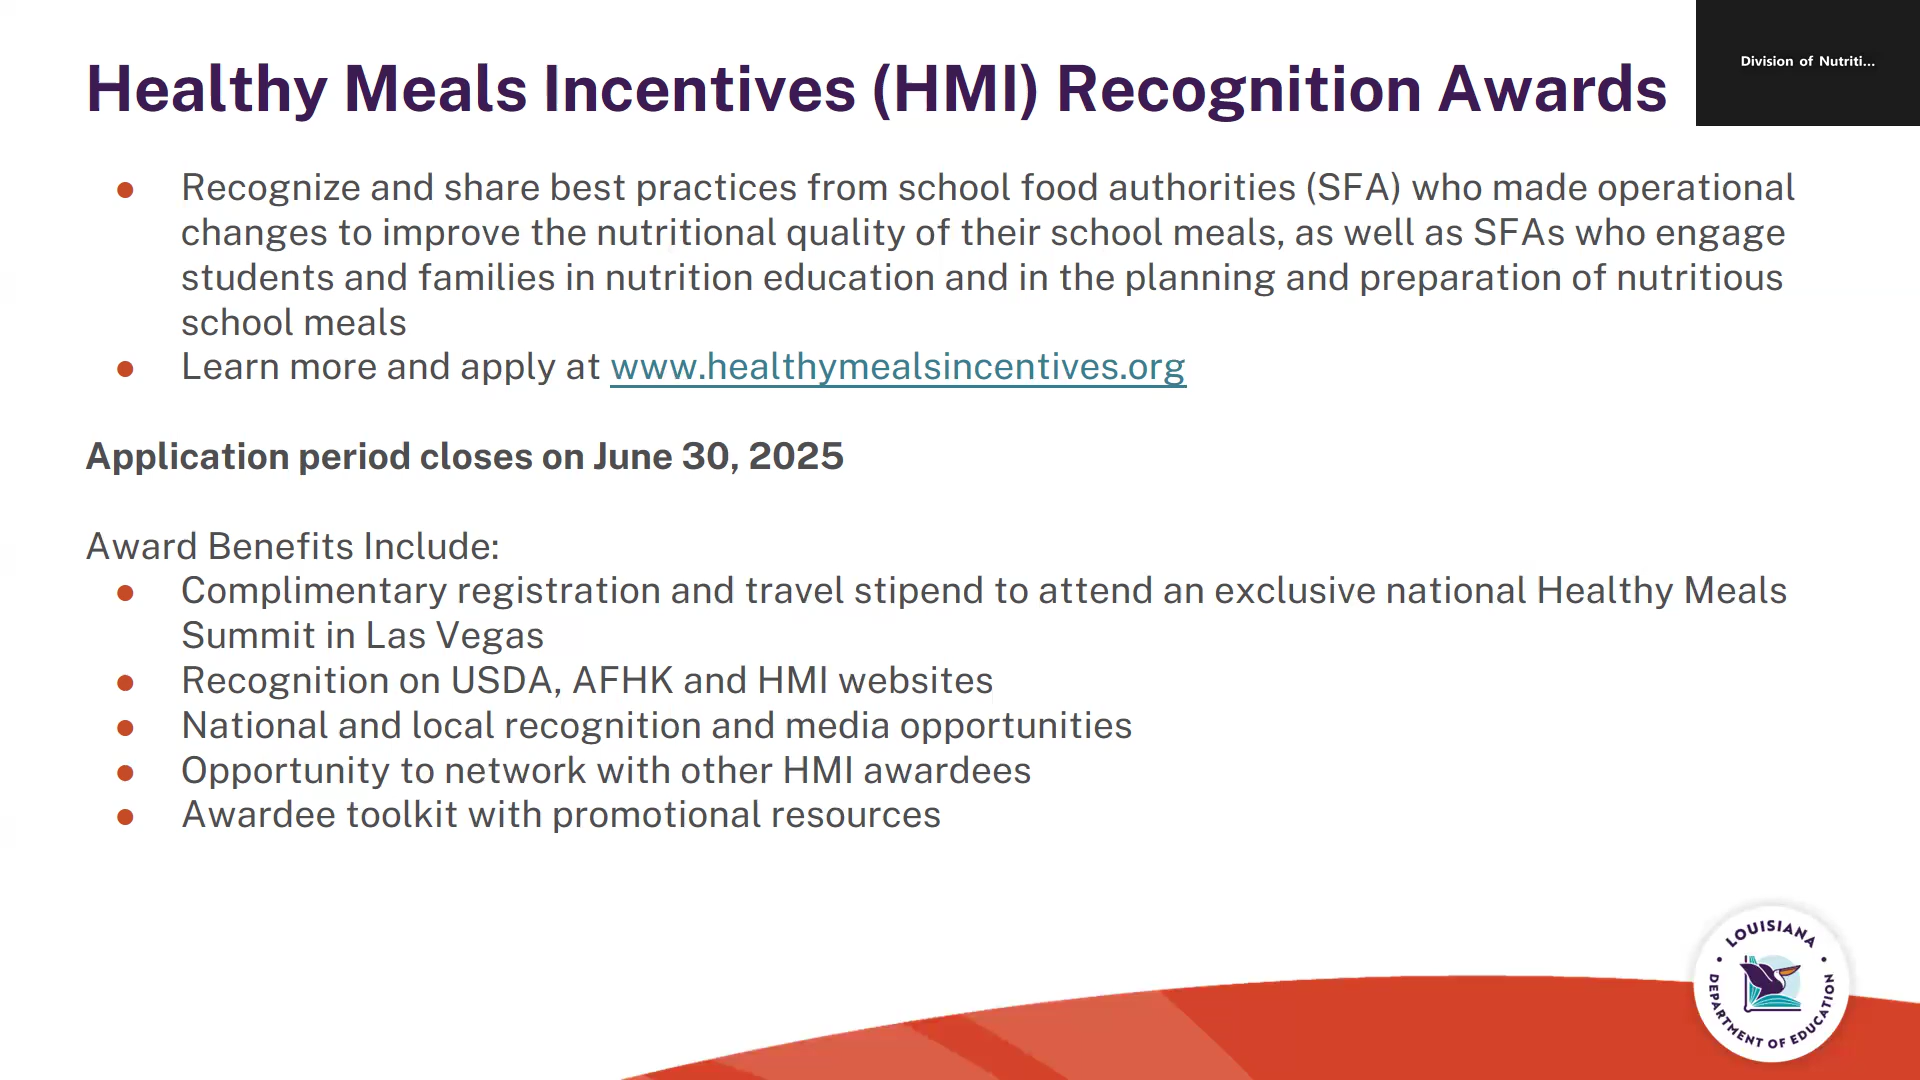 Healthy Meals Incentives (HMI) Recognition Awards
Division of Nutriti...
● Recognize and share best practices from school food authorities (SFA) who made operational
changes to improve the nutritional quality of their school meals, as well as SFAs who engage
students and families in nutrition education and in the planning and preparation of nutritious
school meals
● Learn more and apply at www.healthymealsincentives.org
Application period closes on June 30, 2025
Award Benefits Include:
● Complimentary registration and travel stipend to attend an exclusive national Healthy Meals
Summit in Las Vegas
● Recognition on USDA, AFHK and HMI websites
● National and local recognition and media opportunities
● Opportunity to network with other HMI awardees
● Awardee toolkit with promotional resources
LOUISIANA
DEPARTMENT OF EDUCATION